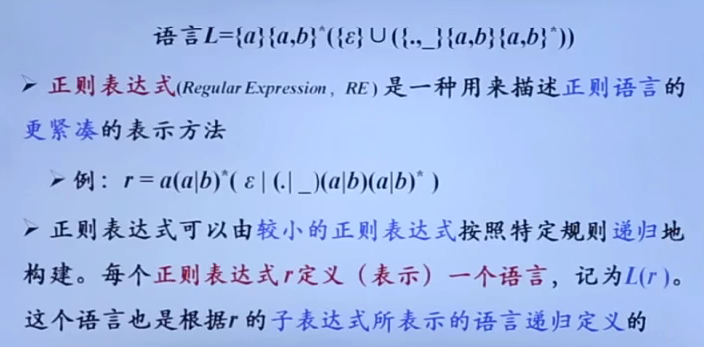 语言L={a}{a,b}*({ε}∪({.,_}{a,b}{a,b}*))
➢ 正则表达式(Regular Expression，RE)是一种用来描述正则语言的
更紧凑的表示方法
➢ 例：r = a(a|b)*( ε | (.| _)(a|b)(a|b)* )
➢ 正则表达式可以由较小的正则表达式按照特定规则递归地
构建。每个正则表达式r定义（表示）一个语言，记为L(r)。
这个语言也是根据r 的子表达式所表示的语言递归定义的